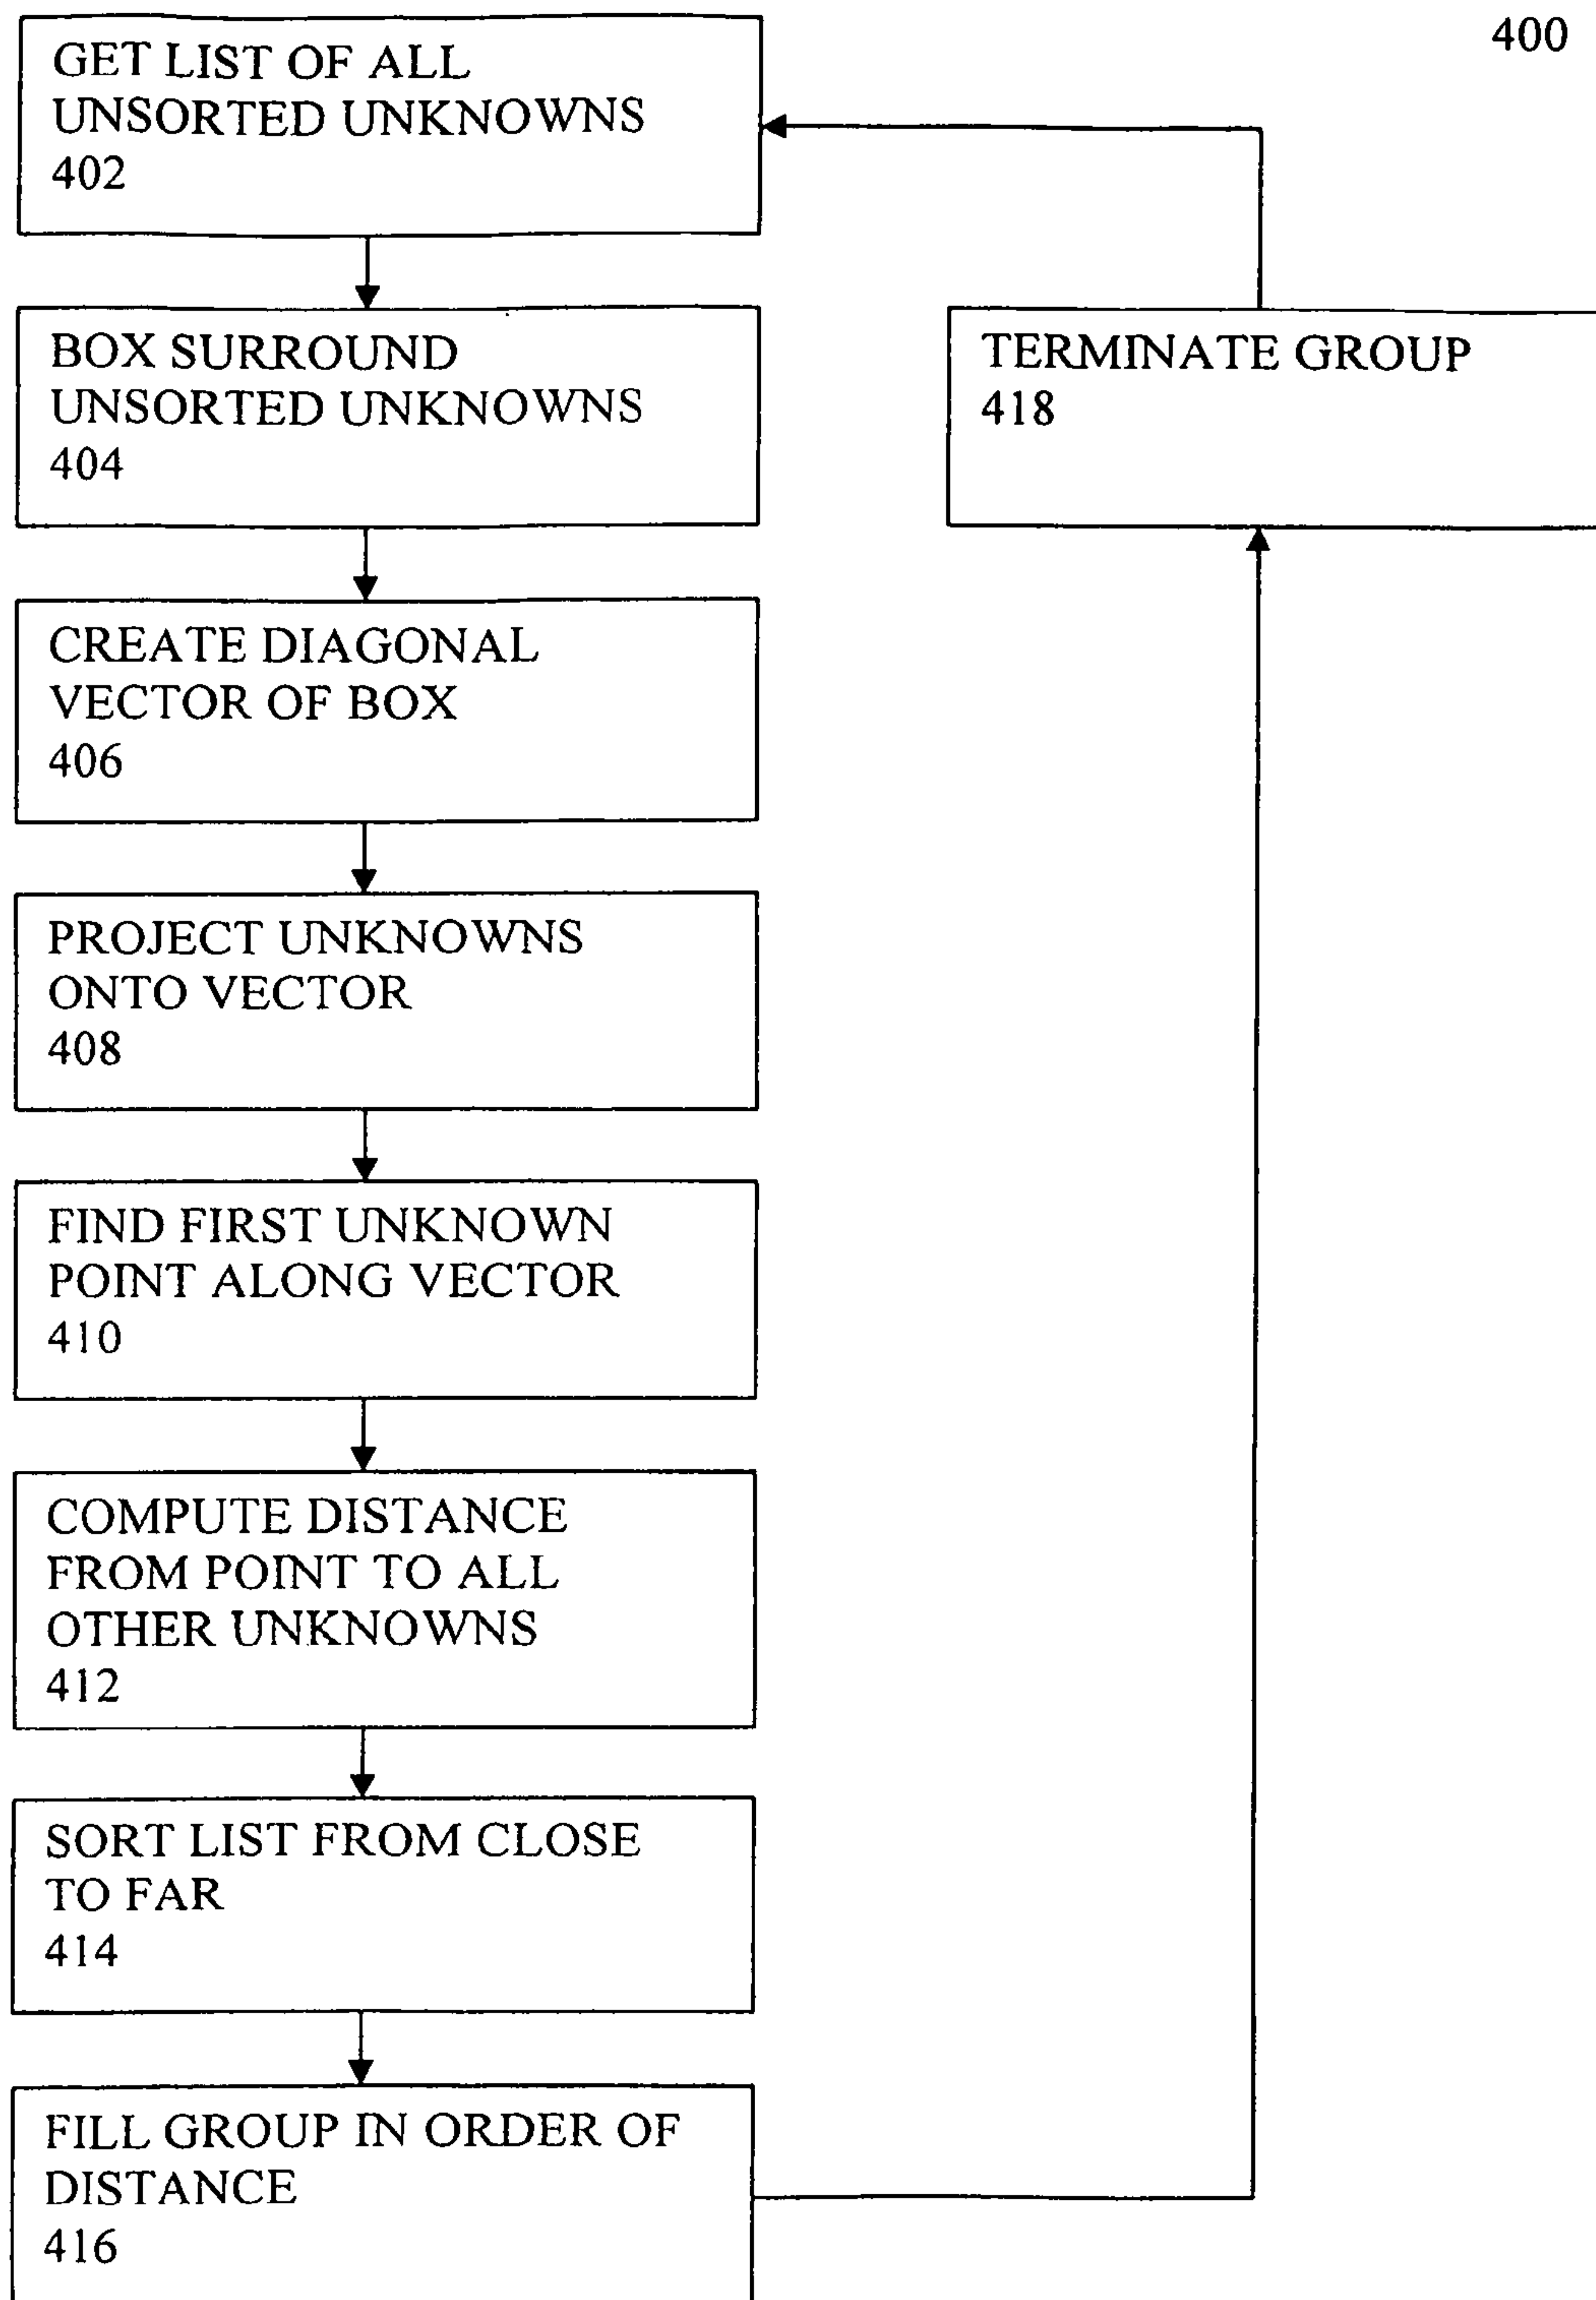 400
GET LIST OF ALL
UNSORTED UNKNOWNS
402
BOX SURROUND
UNSORTED UNKNOWNS
404
TERMINATE GROUP
418
CREATE DIAGONAL
VECTOR OF BOX
406
PROJECT UNKNOWNS
ONTO VECTOR
408
FIND FIRST UNKNOWN
POINT ALONG VECTOR
410
COMPUTE DISTANCE
FROM POINT TO ALL
OTHER UNKNOWNS
412
SORT LIST FROM CLOSE
TO FAR
414
FILL GROUP IN ORDER OF
DISTANCE
416